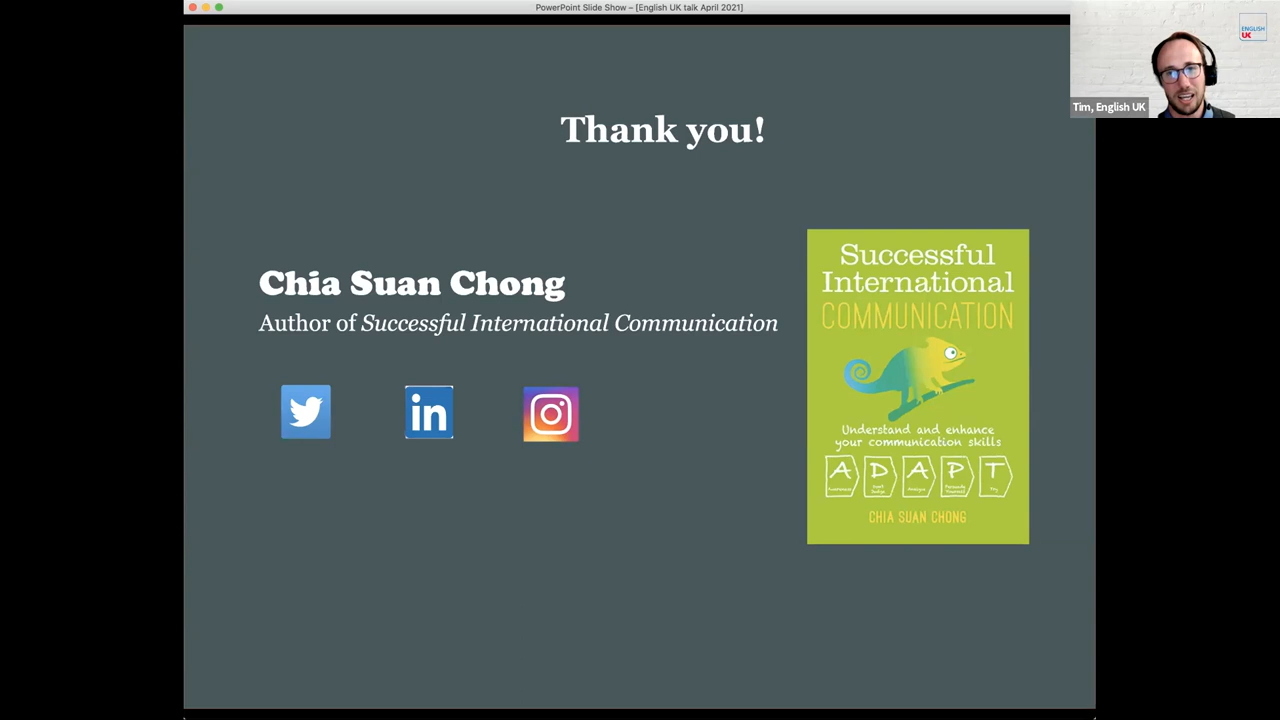 PowerPoint Slide Show – [English UK talk April 2021]
ENGLISH
UK
Tim, English UK
Thank you!
Chia Suan Chong
Author of Successful International Communication
in
Successful
International
COMMUNICATION
Understand and enhance
your communication skills
A D A P T
CHIA SUAN CHONG